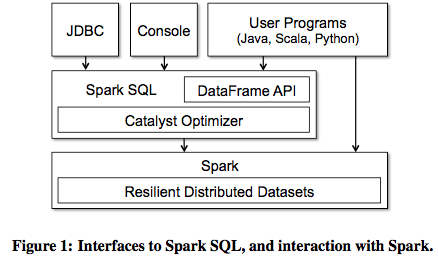 JDBC
Console
User Programs
(Java, Scala, Python)
Spark SQL
DataFrame API
Catalyst Optimizer
Spark
Resilient Distributed Datasets
Figure 1: Interfaces to Spark SQL, and interaction with Spark.